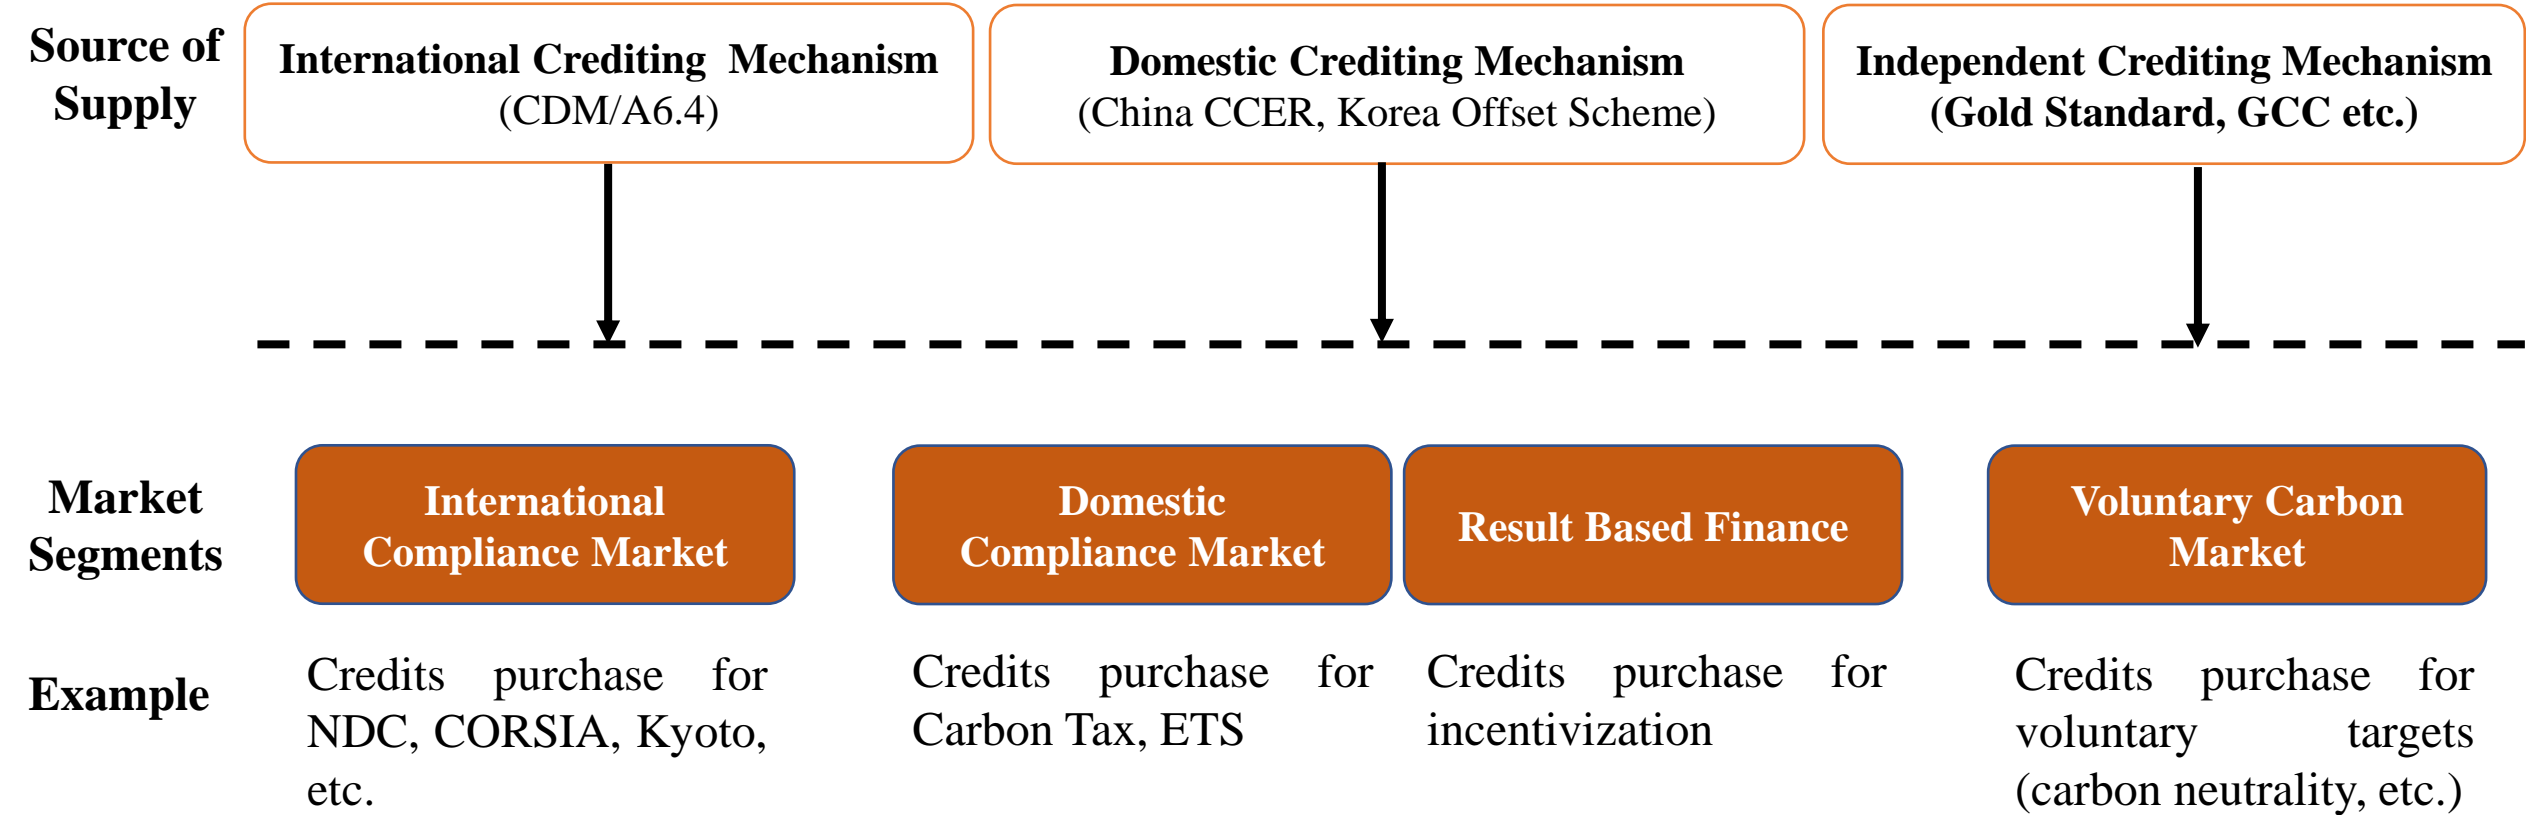 Source of
Supply
International Crediting Mechanism
(CDM/A6.4)
Domestic Crediting Mechanism
(China CCER, Korea Offset Scheme)
Independent Crediting Mechanism
(Gold Standard, GCC etc.)
Market
Segments
International
Compliance Market
Domestic
Compliance Market
Result Based Finance
Voluntary Carbon
Market
Example
Credits purchase for
NDC, CORSIA, Kyoto,
etc.
Credits purchase for
Carbon Tax, ETS
Credits purchase for
incentivization
Credits purchase for
voluntary targets
(carbon neutrality, etc.)